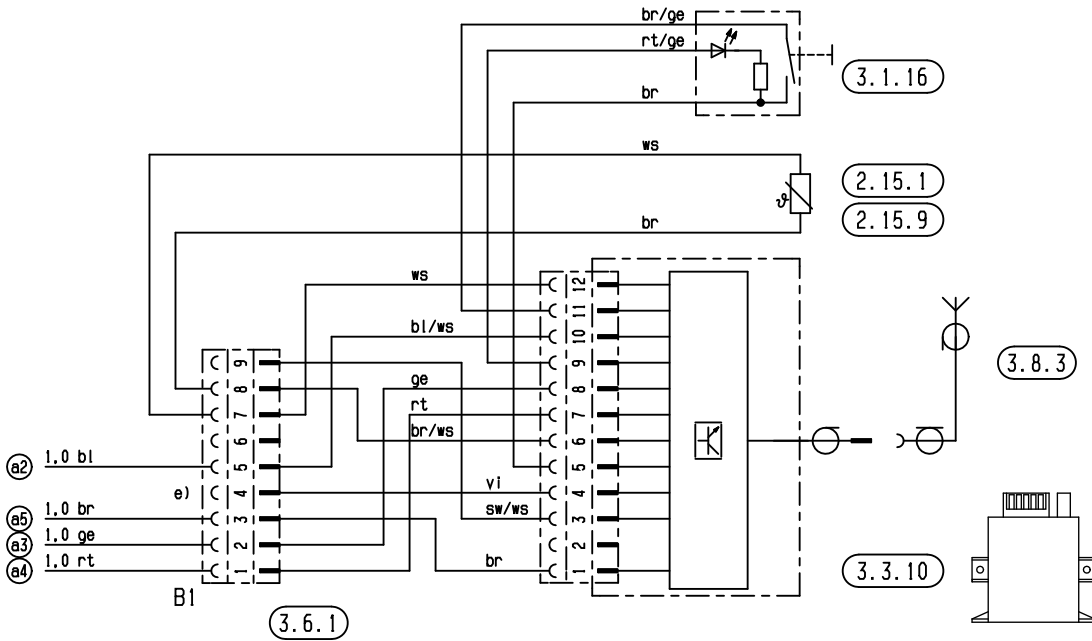 br/ge
rt/ge
br
3.1.16
ws
2.15.1
ϑ
2.15.9
br
ws
12
11
bl/ws
10
9
9
3.8.3
8
ge
8
7
rt
7
6
br/ws
6
a2 1,0 bl
5
5
e)
4
vi
4
a5 1,0 br
3
sw/ws
3
a3 1,0 ge
2
2
a4 1,0 rt
1
br
1
3.3.10
B1
3.6.1